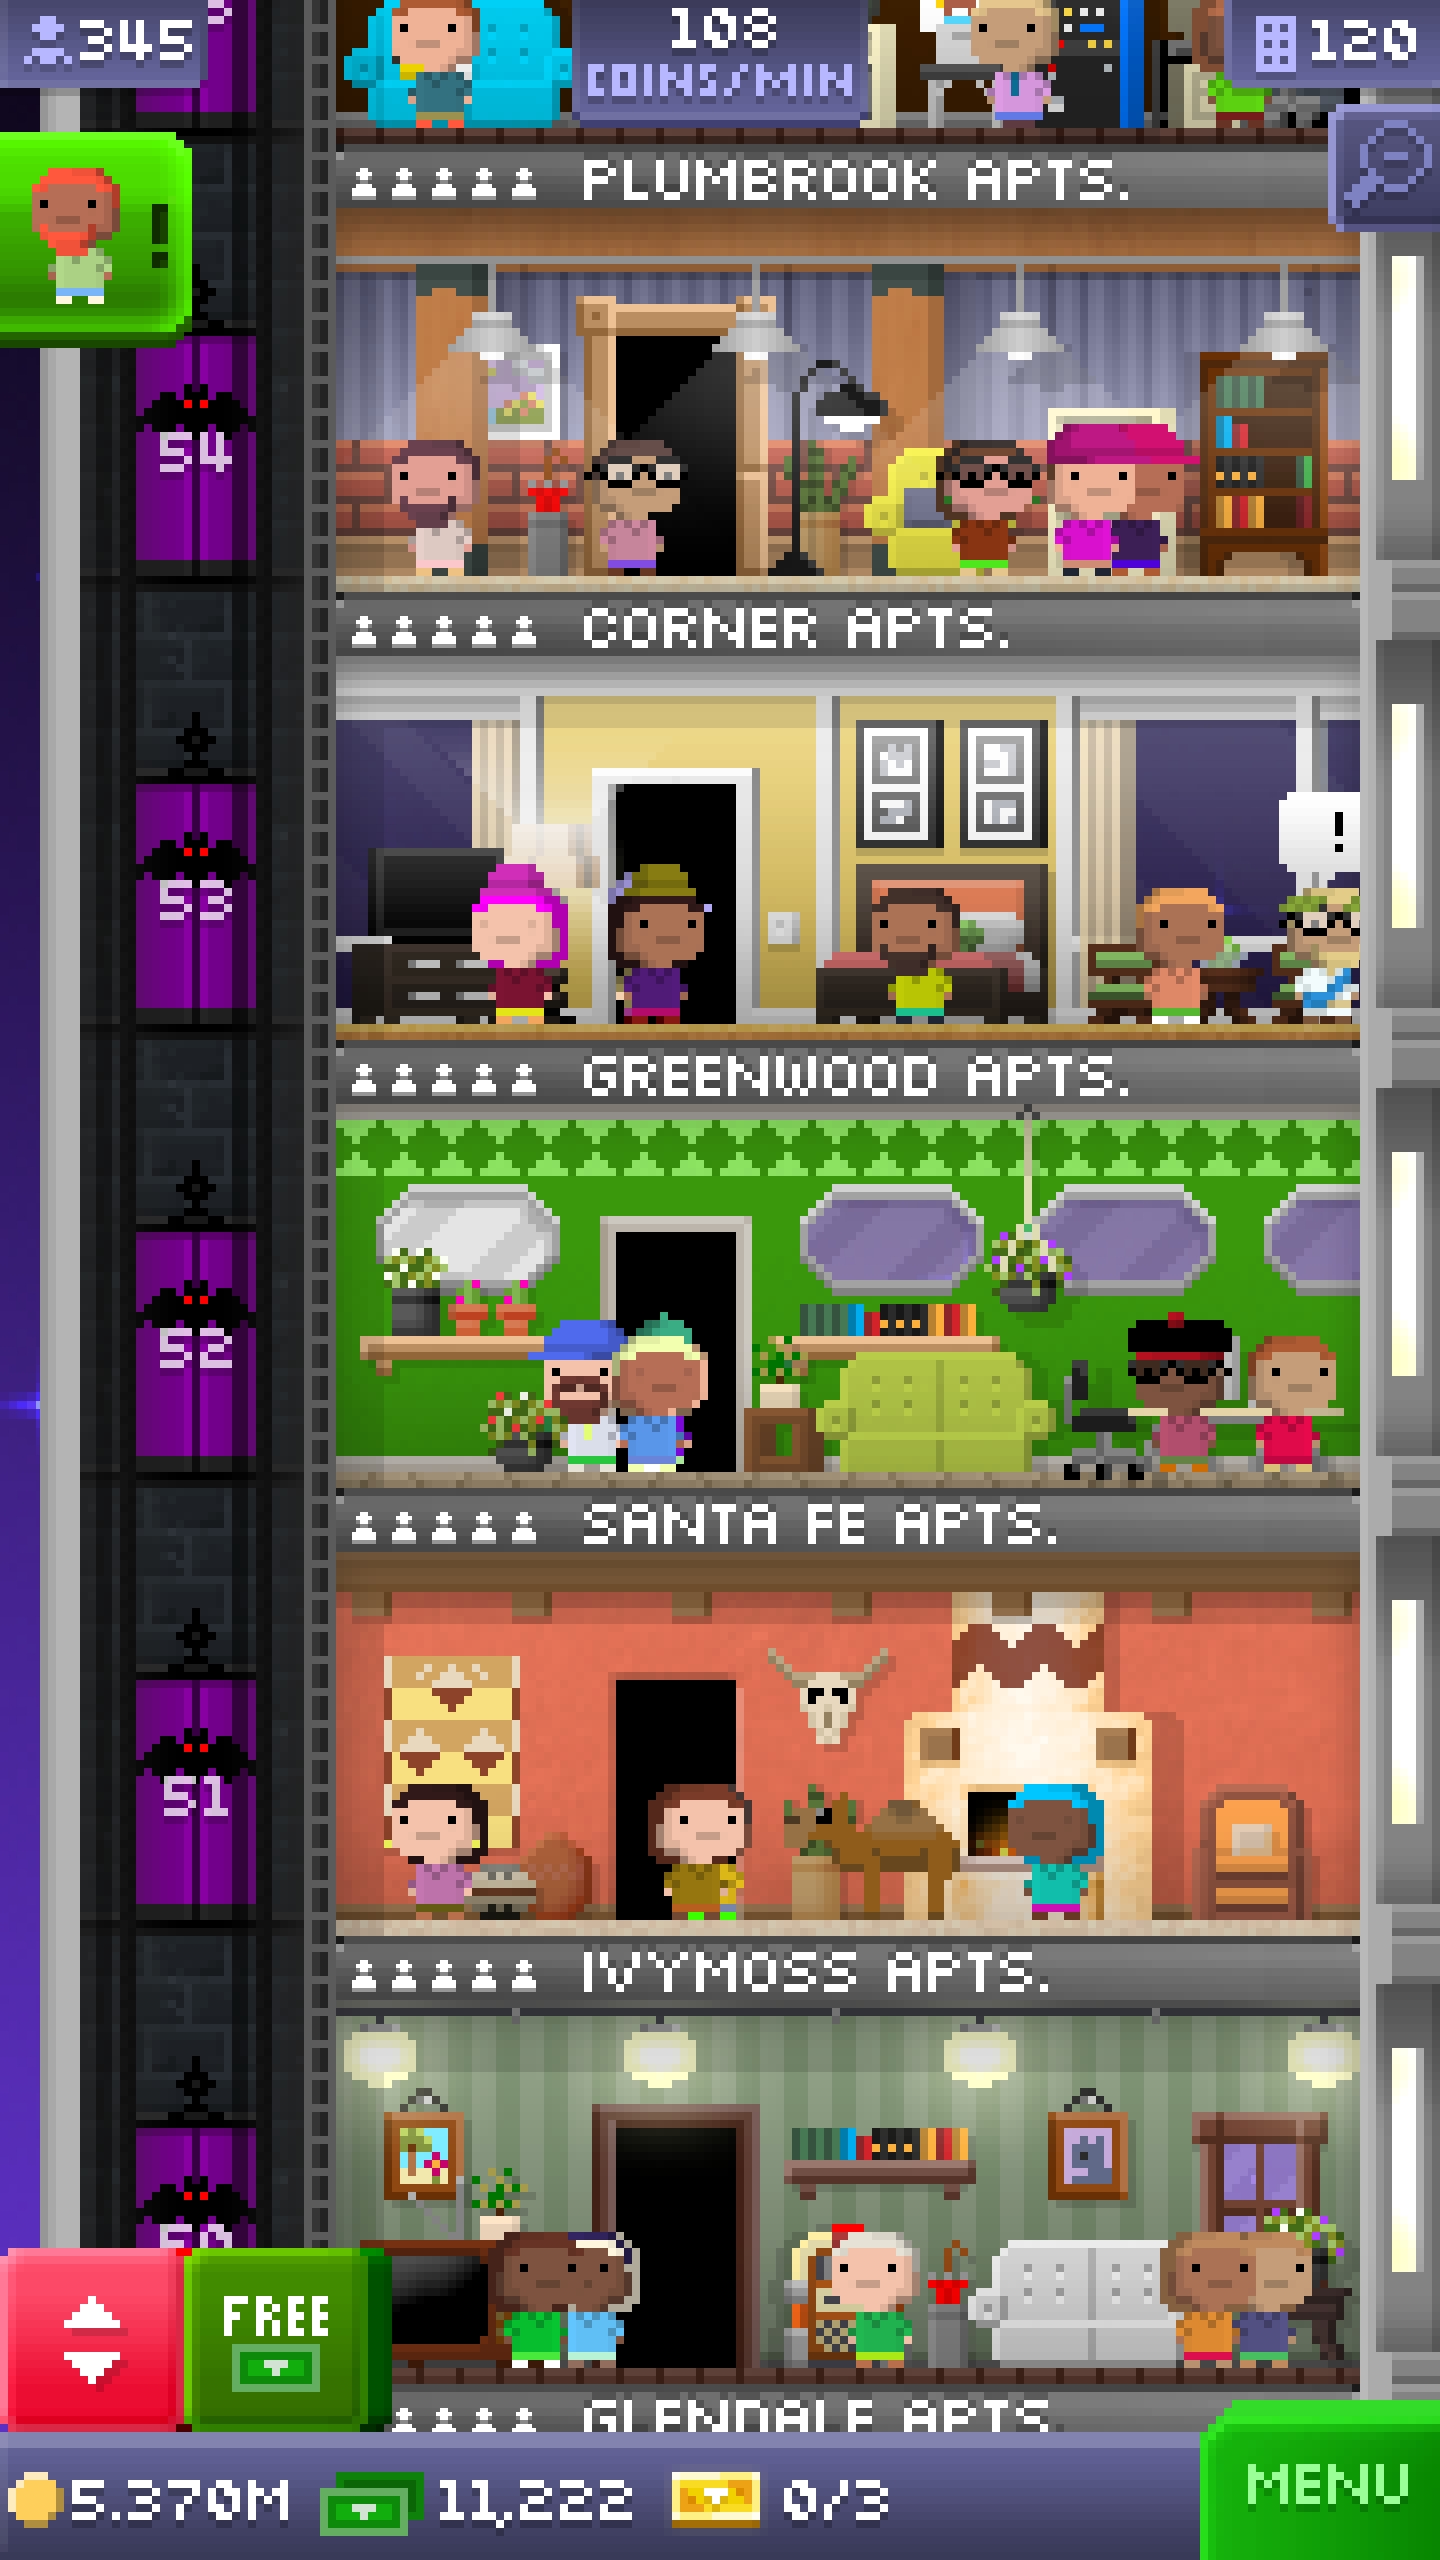 345
108
COINS/MIN
120
PLUMBROOK APTS.
!
54
CORNER APTS.
!
53
GREENWOOD APTS.
52
SANTA FE APTS.
51
IVYMOSS APTS.
50
FREE
GLENDALE APTS.
5.370M
11,222
0/3
MENU